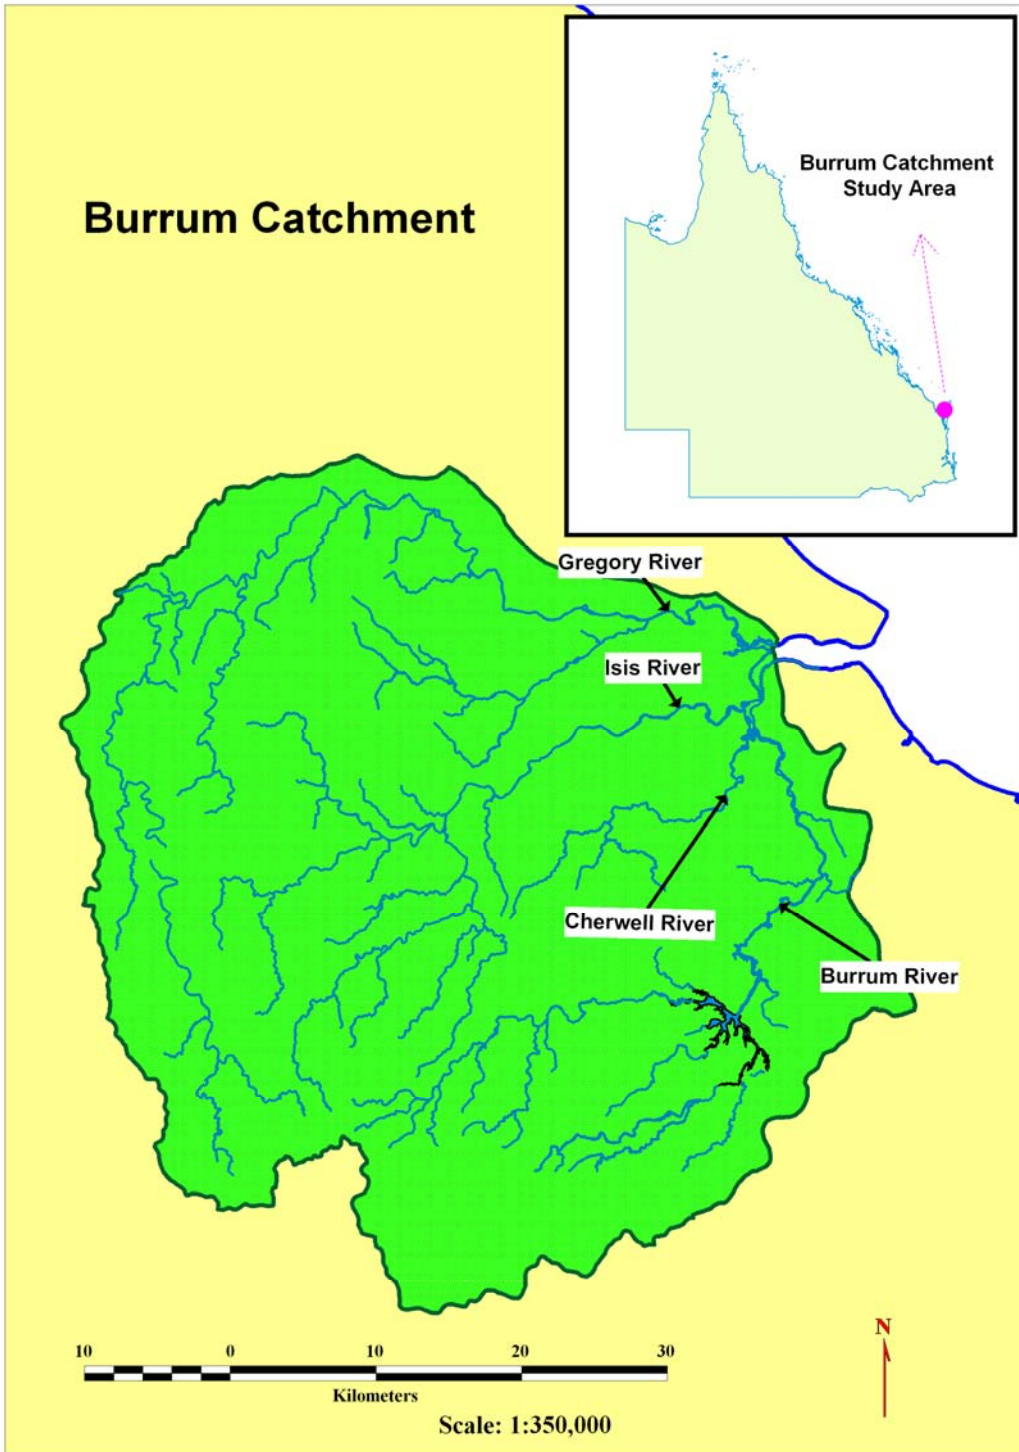 Burrum Catchment
Burrum Catchment
Study Area
Gregory River
Isis River
Cherwell River
Burrum River
10 0 10 20 30
Kilometers
Scale: 1:350,000
N